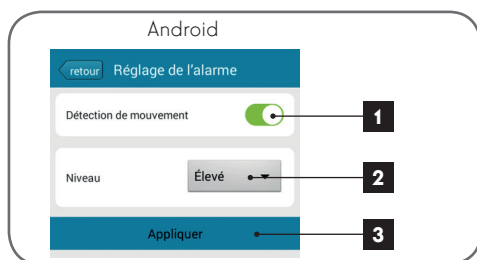 Android
retour Réglage de l'alarme
Détection de mouvement
1
Niveau
Élevé
2
Appliquer
3